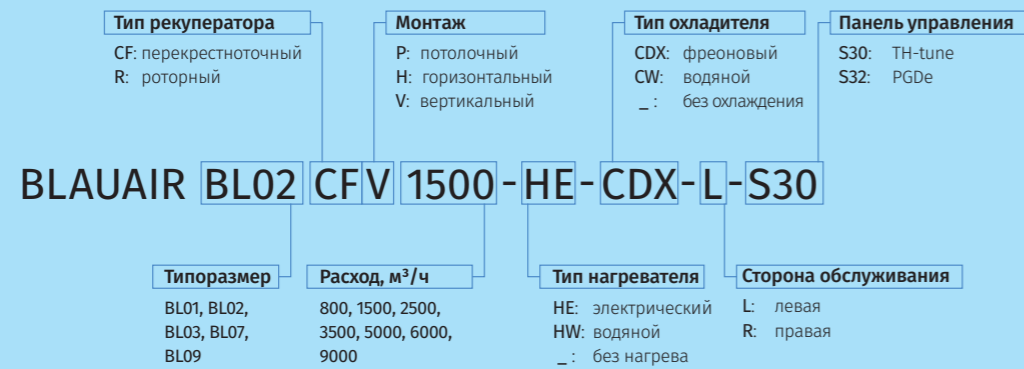 Тип рекуператора
CF: перекрестноточный
R: роторный
Монтаж
P: потолочный
H: горизонтальный
V: вертикальный
Тип охладителя
CDX: фреоновый
CW: водяной
_ : без охлаждения
Панель управления
S30: TH-tune
S32: PGDe
BLAUAIR BL02 CFV 1500-HE-CDX-L-S30
Типоразмер
BL01, BL02,
BL03, BL07,
BL09
Расход, м³/ч
800, 1500, 2500,
3500, 5000, 6000,
9000
Тип нагревателя
HE: электрический
HW: водяной
_ : без нагрева
Сторона обслуживания
L: левая
R: правая